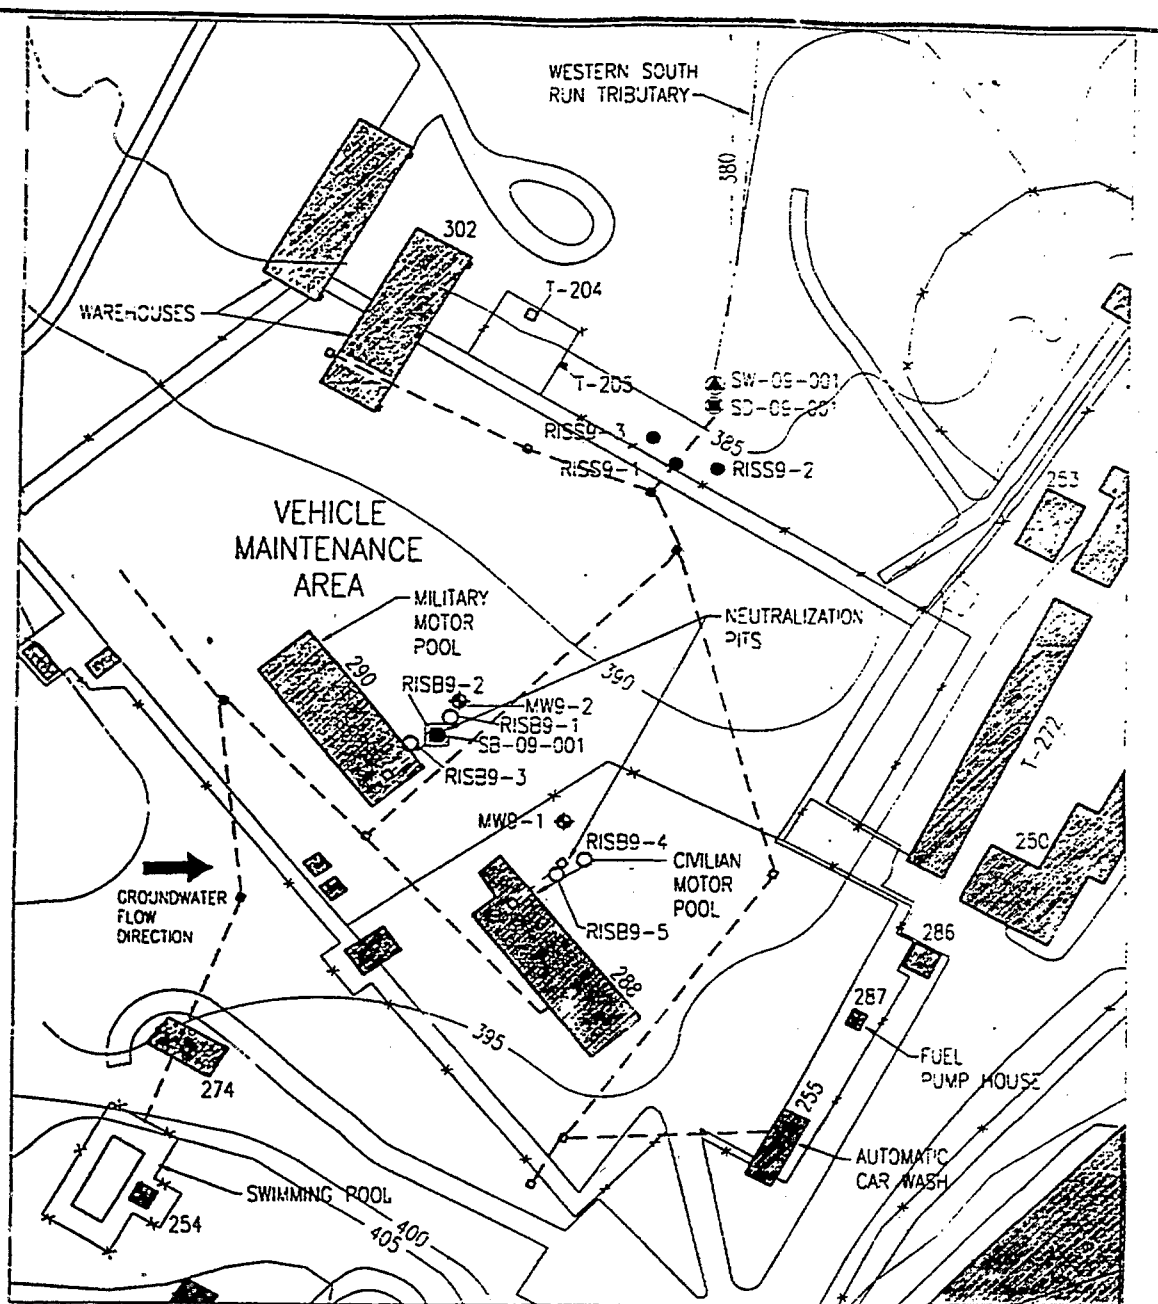 WESTERN SOUTH
RUN TRIBUTARY
380
302
T-204
WAREHOUSES
T-205
SW-09-001
SD-09-001
RISS9-3
385
RISS9-1
RISS9-2
253
VEHICLE
MAINTENANCE
AREA
MILITARY
MOTOR
POOL
NEUTRALIZATION
PITS
290
390
RISB9-2
MW9-2
RISB9-1
SB-09-001
RISB9-3
T-272
MW9-1
RISB9-4
250
CIVILIAN
MOTOR
POOL
GROUNDWATER
FLOW
DIRECTION
RISB9-5
286
288
287
395
FUEL
PUMP HOUSE
274
255
AUTOMATIC
CAR WASH
SWIMMING POOL
254
400
405